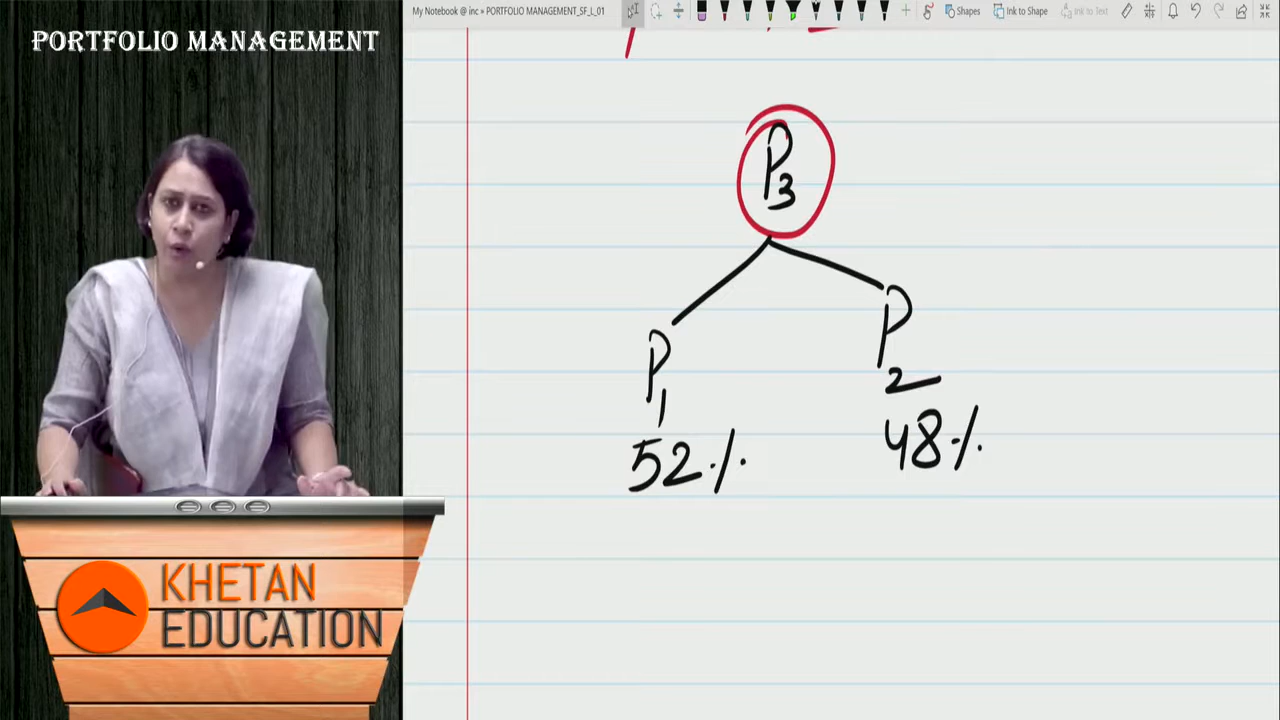 PORTFOLIO MANAGEMENT
My Notebook @ inc » PORTFOLIO MANAGEMENT_SF_L_01
Shapes
Ink to Shape
Ink to Text
P3
P1
P2
52%
48%
KHETAN
EDUCATION